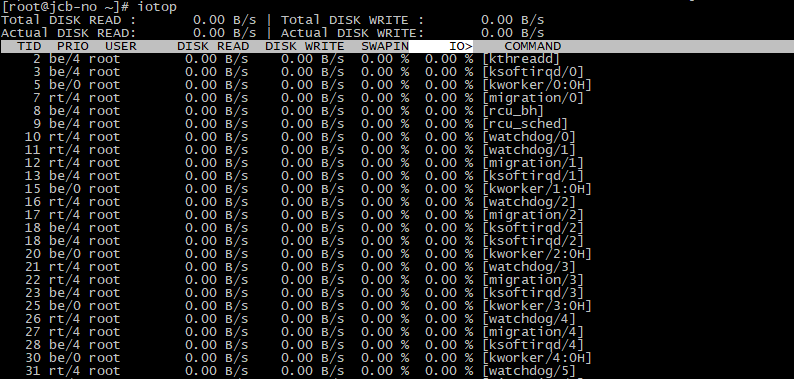 [root@jcb-no ~]# iotop
Total DISK READ :       0.00 B/s | Total DISK WRITE :       0.00 B/s
Actual DISK READ:       0.00 B/s | Actual DISK WRITE:       0.00 B/s
TID PRIO USER DISK READ DISK WRITE SWAPIN IO> COMMAND
2 be/4 root 0.00 B/s 0.00 B/s 0.00 % 0.00 % [kthreadd]
3 be/4 root 0.00 B/s 0.00 B/s 0.00 % 0.00 % [ksoftirqd/0]
5 be/0 root 0.00 B/s 0.00 B/s 0.00 % 0.00 % [kworker/0:0H]
7 rt/4 root 0.00 B/s 0.00 B/s 0.00 % 0.00 % [migration/0]
8 be/4 root 0.00 B/s 0.00 B/s 0.00 % 0.00 % [rcu_bh]
9 be/4 root 0.00 B/s 0.00 B/s 0.00 % 0.00 % [rcu_sched]
10 rt/4 root 0.00 B/s 0.00 B/s 0.00 % 0.00 % [watchdog/0]
11 rt/4 root 0.00 B/s 0.00 B/s 0.00 % 0.00 % [watchdog/1]
12 rt/4 root 0.00 B/s 0.00 B/s 0.00 % 0.00 % [migration/1]
13 be/4 root 0.00 B/s 0.00 B/s 0.00 % 0.00 % [ksoftirqd/1]
15 be/0 root 0.00 B/s 0.00 B/s 0.00 % 0.00 % [kworker/1:0H]
16 rt/4 root 0.00 B/s 0.00 B/s 0.00 % 0.00 % [watchdog/2]
17 rt/4 root 0.00 B/s 0.00 B/s 0.00 % 0.00 % [migration/2]
18 be/4 root 0.00 B/s 0.00 B/s 0.00 % 0.00 % [ksoftirqd/2]
18 be/4 root 0.00 B/s 0.00 B/s 0.00 % 0.00 % [ksoftirqd/2]
20 be/0 root 0.00 B/s 0.00 B/s 0.00 % 0.00 % [kworker/2:0H]
21 rt/4 root 0.00 B/s 0.00 B/s 0.00 % 0.00 % [watchdog/3]
22 rt/4 root 0.00 B/s 0.00 B/s 0.00 % 0.00 % [migration/3]
23 be/4 root 0.00 B/s 0.00 B/s 0.00 % 0.00 % [ksoftirqd/3]
25 be/0 root 0.00 B/s 0.00 B/s 0.00 % 0.00 % [kworker/3:0H]
26 rt/4 root 0.00 B/s 0.00 B/s 0.00 % 0.00 % [watchdog/4]
27 rt/4 root 0.00 B/s 0.00 B/s 0.00 % 0.00 % [migration/4]
28 be/4 root 0.00 B/s 0.00 B/s 0.00 % 0.00 % [ksoftirqd/4]
30 be/0 root 0.00 B/s 0.00 B/s 0.00 % 0.00 % [kworker/4:0H]
31 rt/4 root 0.00 B/s 0.00 B/s 0.00 % 0.00 % [watchdog/5]